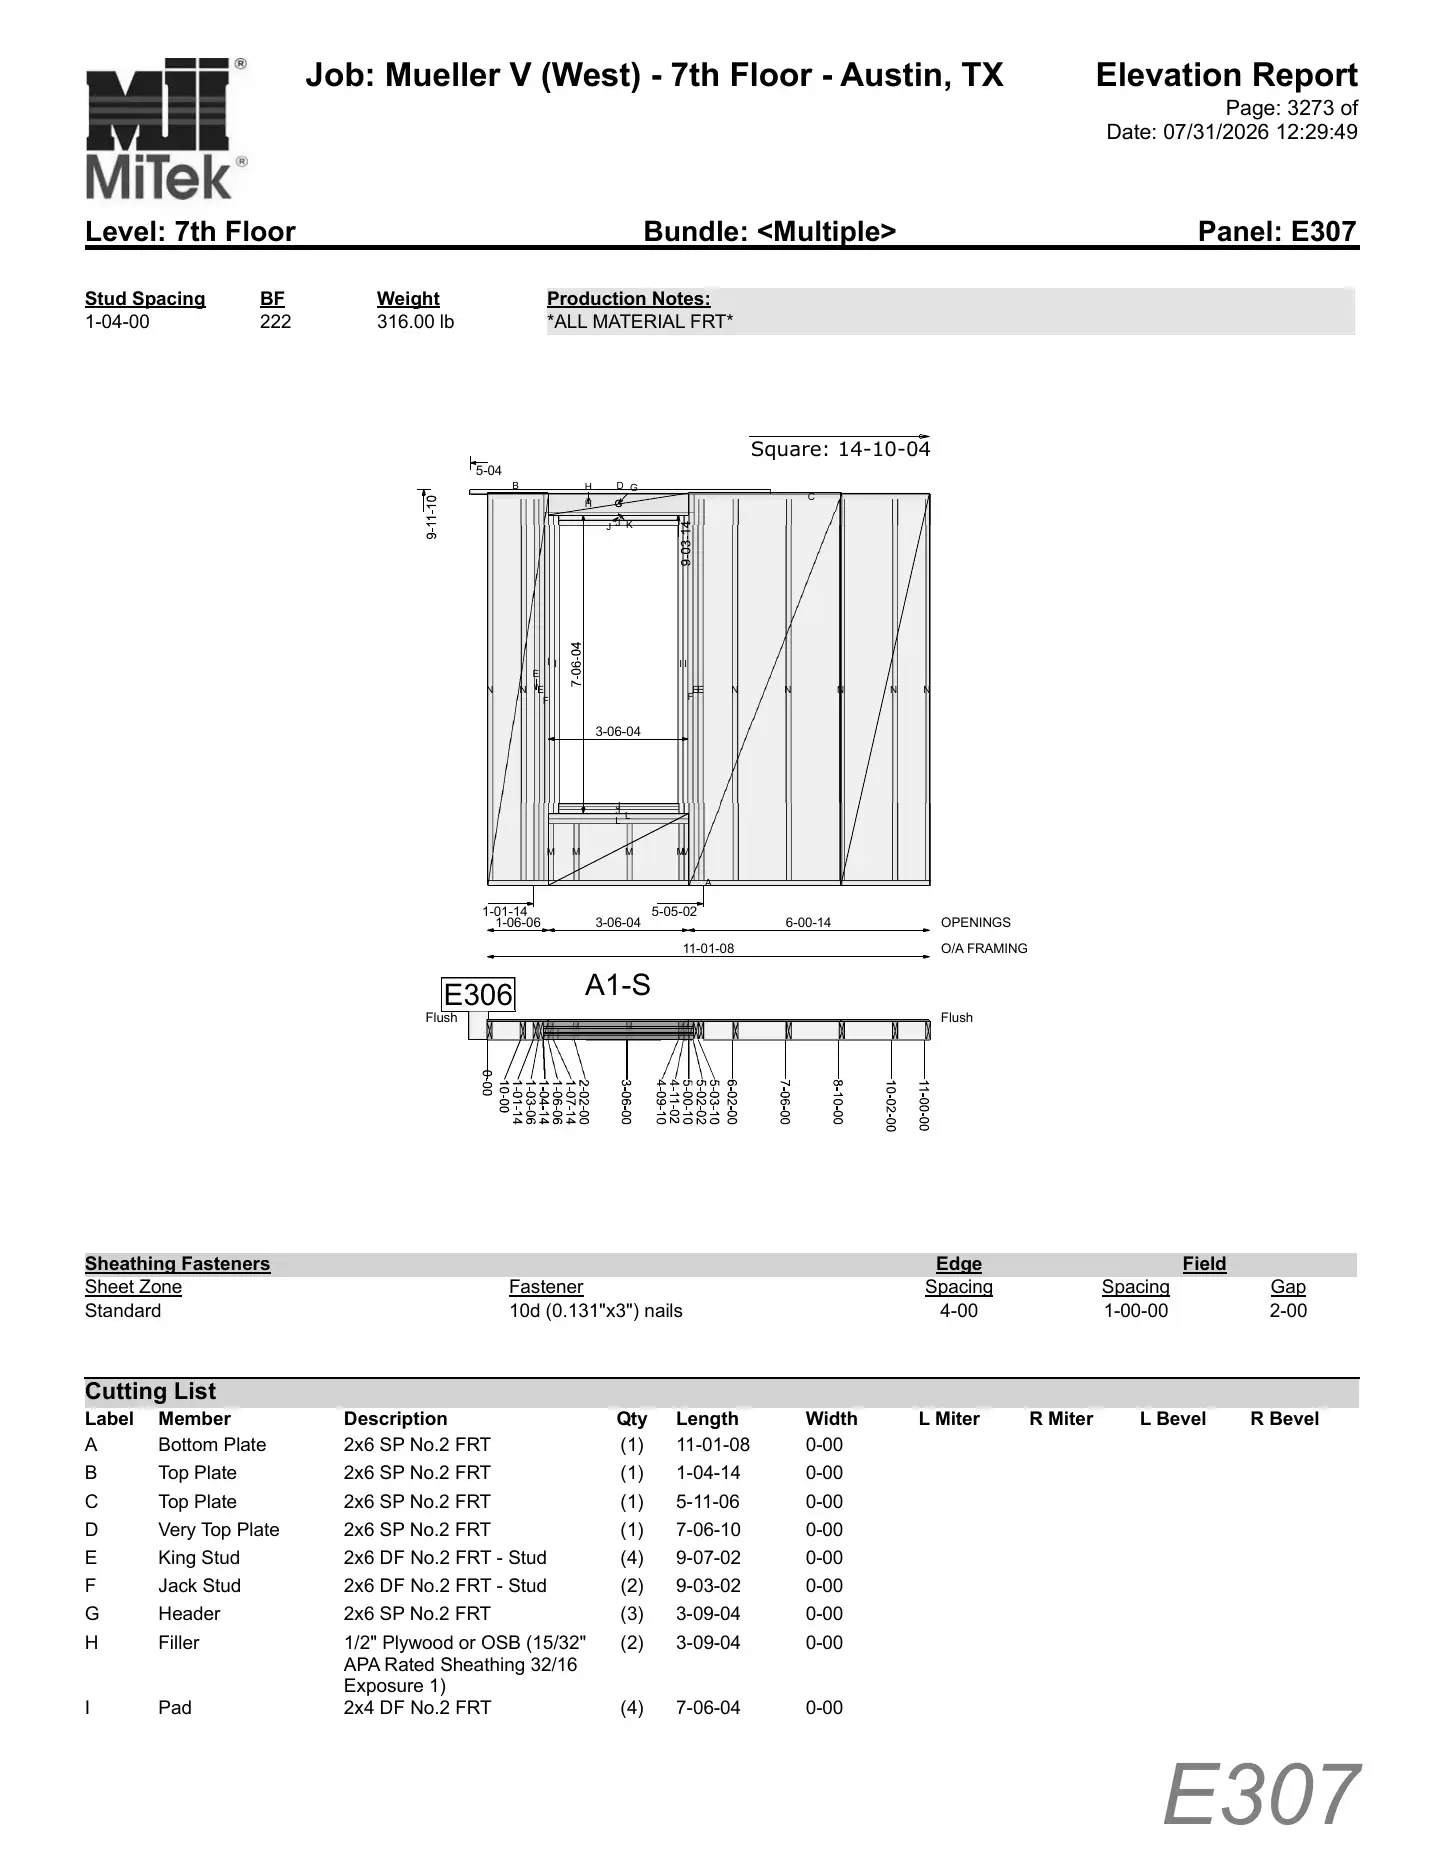 MiTek®
Job: Mueller V (West) - 7th Floor - Austin, TX
Elevation Report
Page: 3273 of
Date: 07/31/2026 12:29:49
Level: 7th Floor Bundle: <Multiple> Panel: E307
Stud Spacing BF Weight Production Notes:
1-04-00 222 316.00 lb *ALL MATERIAL FRT*
Square: 14-10-04
5-04
B H D G C
H G
9-11-10
J J K
9-03-14
7-06-04
I I I I
E
N N E F F EE N N N N N
3-06-04
J
J
L
L
M M M M M
A
1-01-14 5-05-02
1-06-06 3-06-04 6-00-14 OPENINGS
11-01-08 O/A FRAMING
E306 A1-S
Flush Flush
0-00 10-00 1-01-14 1-03-06 1-04-14 1-06-06 1-07-14 2-02-00 3-06-00 4-09-10 4-11-02 5-00-10 5-02-02 5-03-10 6-02-00 7-06-00 8-10-00 10-02-00 11-00-00
Sheathing Fasteners Edge Field
Sheet Zone Fastener Spacing Spacing Gap
Standard 10d (0.131"x3") nails 4-00 1-00-00 2-00
Cutting List
Label Member Description Qty Length Width L Miter R Miter L Bevel R Bevel
A Bottom Plate 2x6 SP No.2 FRT (1) 11-01-08 0-00
B Top Plate 2x6 SP No.2 FRT (1) 1-04-14 0-00
C Top Plate 2x6 SP No.2 FRT (1) 5-11-06 0-00
D Very Top Plate 2x6 SP No.2 FRT (1) 7-06-10 0-00
E King Stud 2x6 DF No.2 FRT - Stud (4) 9-07-02 0-00
F Jack Stud 2x6 DF No.2 FRT - Stud (2) 9-03-02 0-00
G Header 2x6 SP No.2 FRT (3) 3-09-04 0-00
H Filler 1/2" Plywood or OSB (15/32" (2) 3-09-04 0-00
APA Rated Sheathing 32/16
Exposure 1)
I Pad 2x4 DF No.2 FRT (4) 7-06-04 0-00
E307